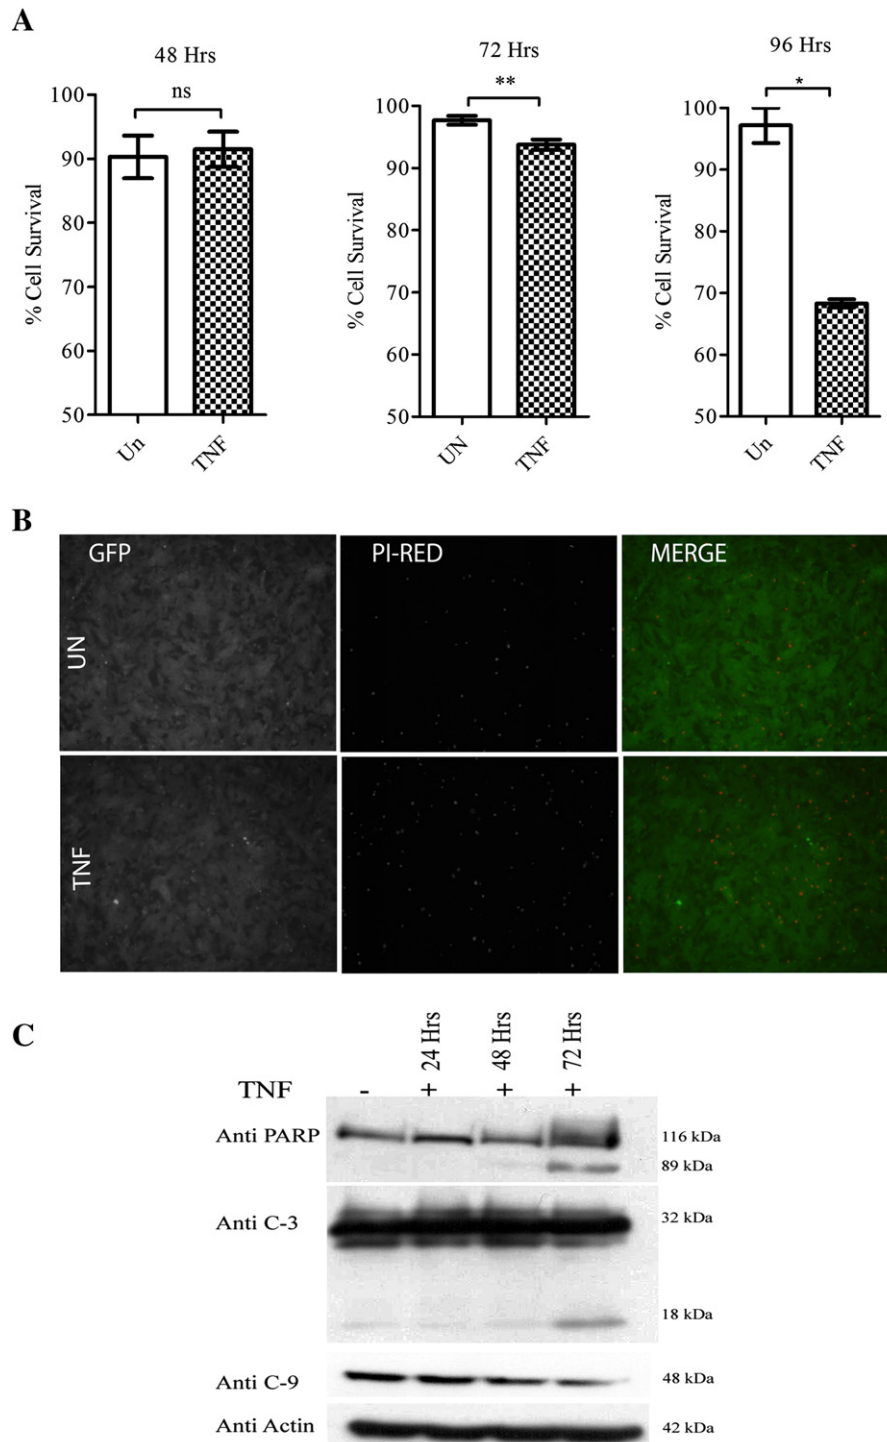 A
48 Hrs
ns
% Cell Survival
100
90
80
70
60
50
Un
TNF
72 Hrs
**
% Cell Survival
100
90
80
70
60
50
UN
TNF
96 Hrs
*
% Cell Survival
100
90
80
70
60
50
Un
TNF
B
GFP
PI-RED
MERGE
UN
TNF
C
24 Hrs
48 Hrs
72 Hrs
TNF - + + +
Anti PARP
116 kDa
89 kDa
Anti C-3
32 kDa
18 kDa
Anti C-9
48 kDa
Anti Actin
42 kDa